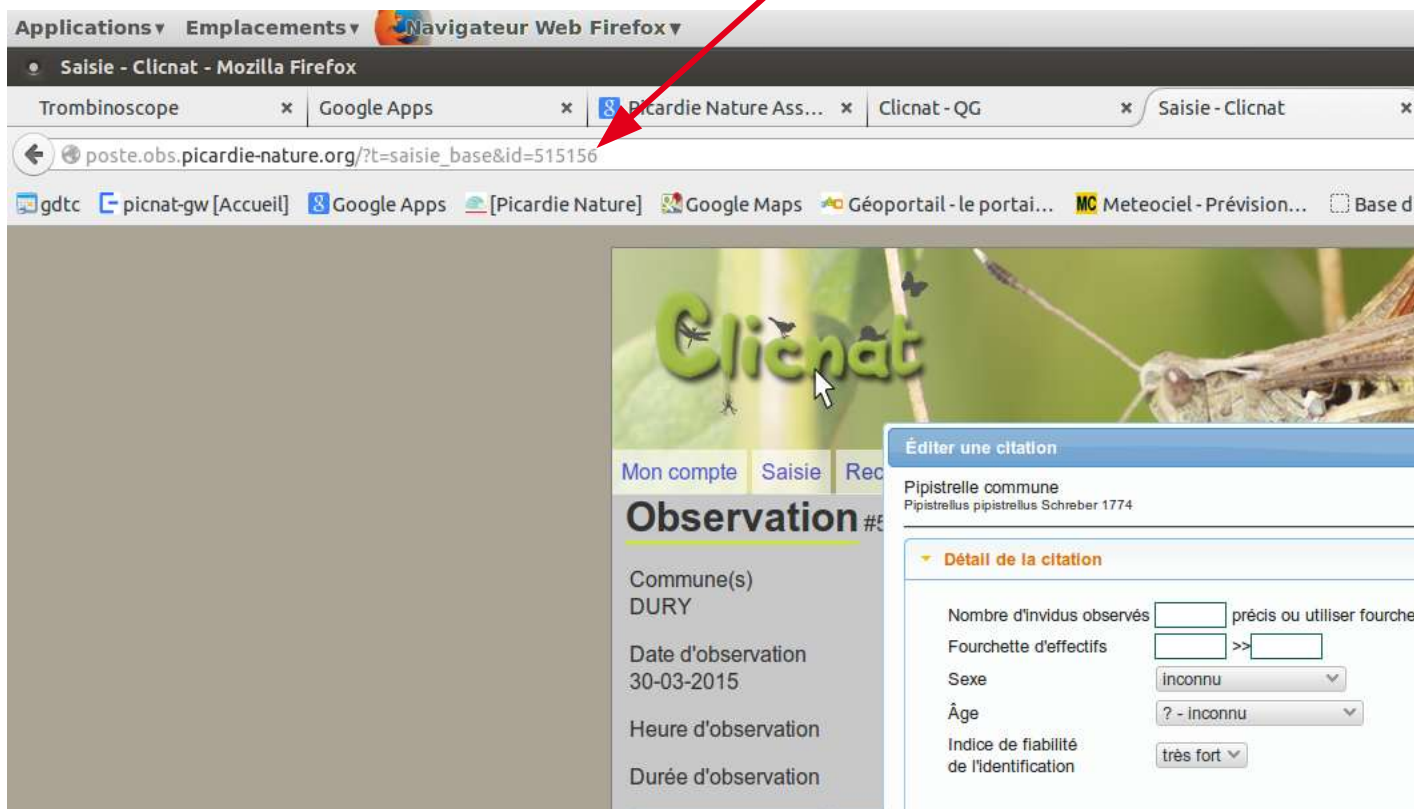 Applications Emplacements Navigateur Web Firefox
Saisie - Clicnat - Mozilla Firefox
Trombinoscope Google Apps Picardie Nature Ass... Clicnat - QG Saisie - Clicnat
poste.obs.picardie-nature.org/?t=saisie_base&id=515156
gdtc picnat-gw [Accueil] Google Apps [Picardie Nature] Google Maps Géoportail - le portai... MC Meteociel - Prévision... Base d
Clicnat
Mon compte Saisie Rec
Observation #5
Commune(s)
DURY
Date d'observation
30-03-2015
Heure d'observation
Durée d'observation
Éditer une citation
Pipistrelle commune
Pipistrellus pipistrellus Schreber 1774
Détail de la citation
Nombre d'invidus observés précis ou utiliser fourche
Fourchette d'effectifs >>
Sexe inconnu
Âge ? - inconnu
Indice de fiabilité
de l'identification très fort